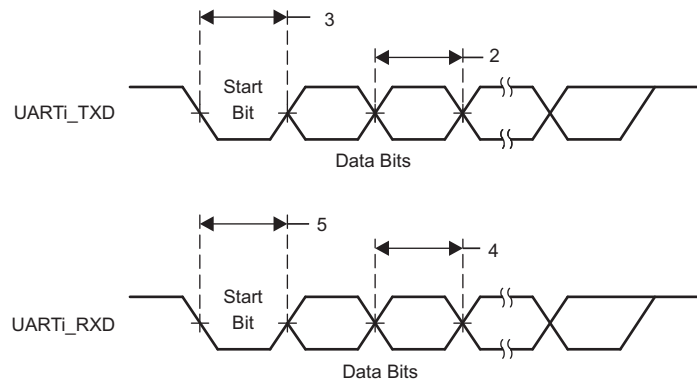 3
2
Start
Bit
UARTi_TXD
Data Bits
5
4
Start
Bit
UARTi_RXD
Data Bits